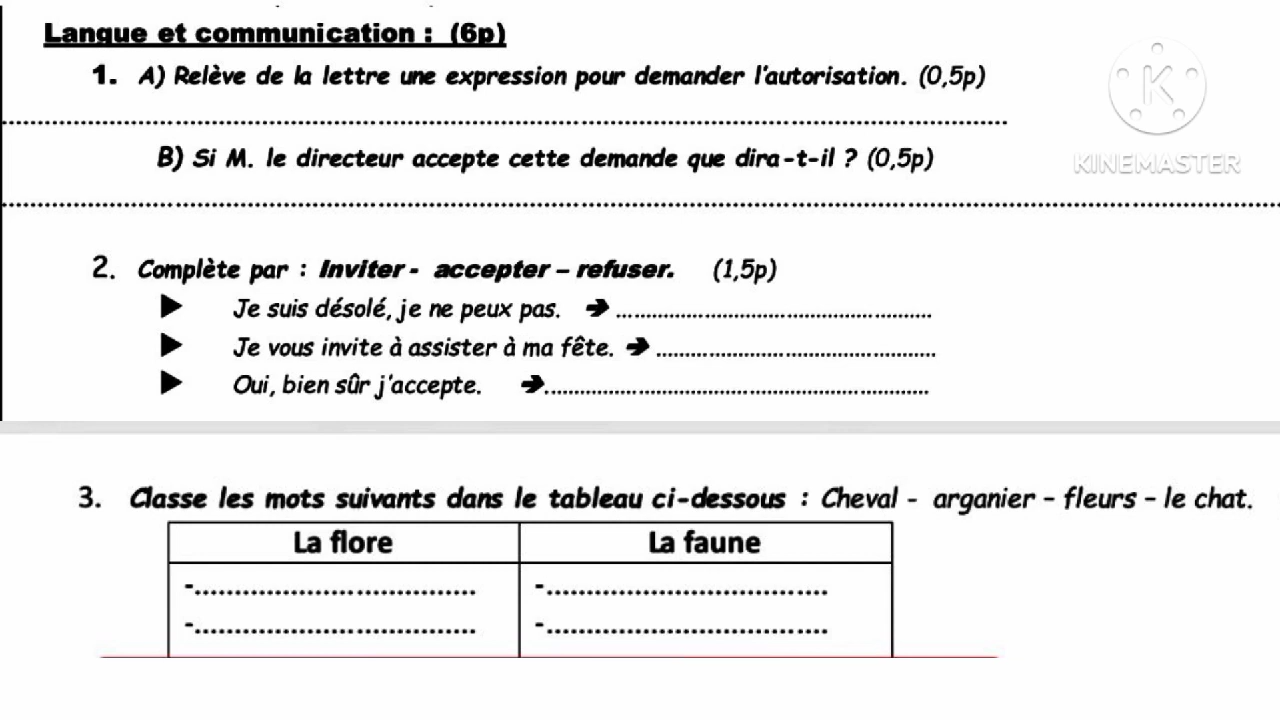 Langue et communication : (6p)
1. A) Relève de la lettre une expression pour demander l'autorisation. (0,5p)
................................................................
B) Si M. le directeur accepte cette demande que dira-t-il ? (0,5p)
................................................................
K
KINEMASTER
2. Complète par : Inviter - accepter – refuser. (1,5p)
► Je suis désolé, je ne peux pas. ➔ ................................................
► Je vous invite à assister à ma fête. ➔ ................................................
► Oui, bien sûr j'accepte. ➔ ................................................
3. Classe les mots suivants dans le tableau ci-dessous : Cheval - arganier – fleurs – le chat.
La flore La faune
-.................................. -..................................
-.................................. -..................................